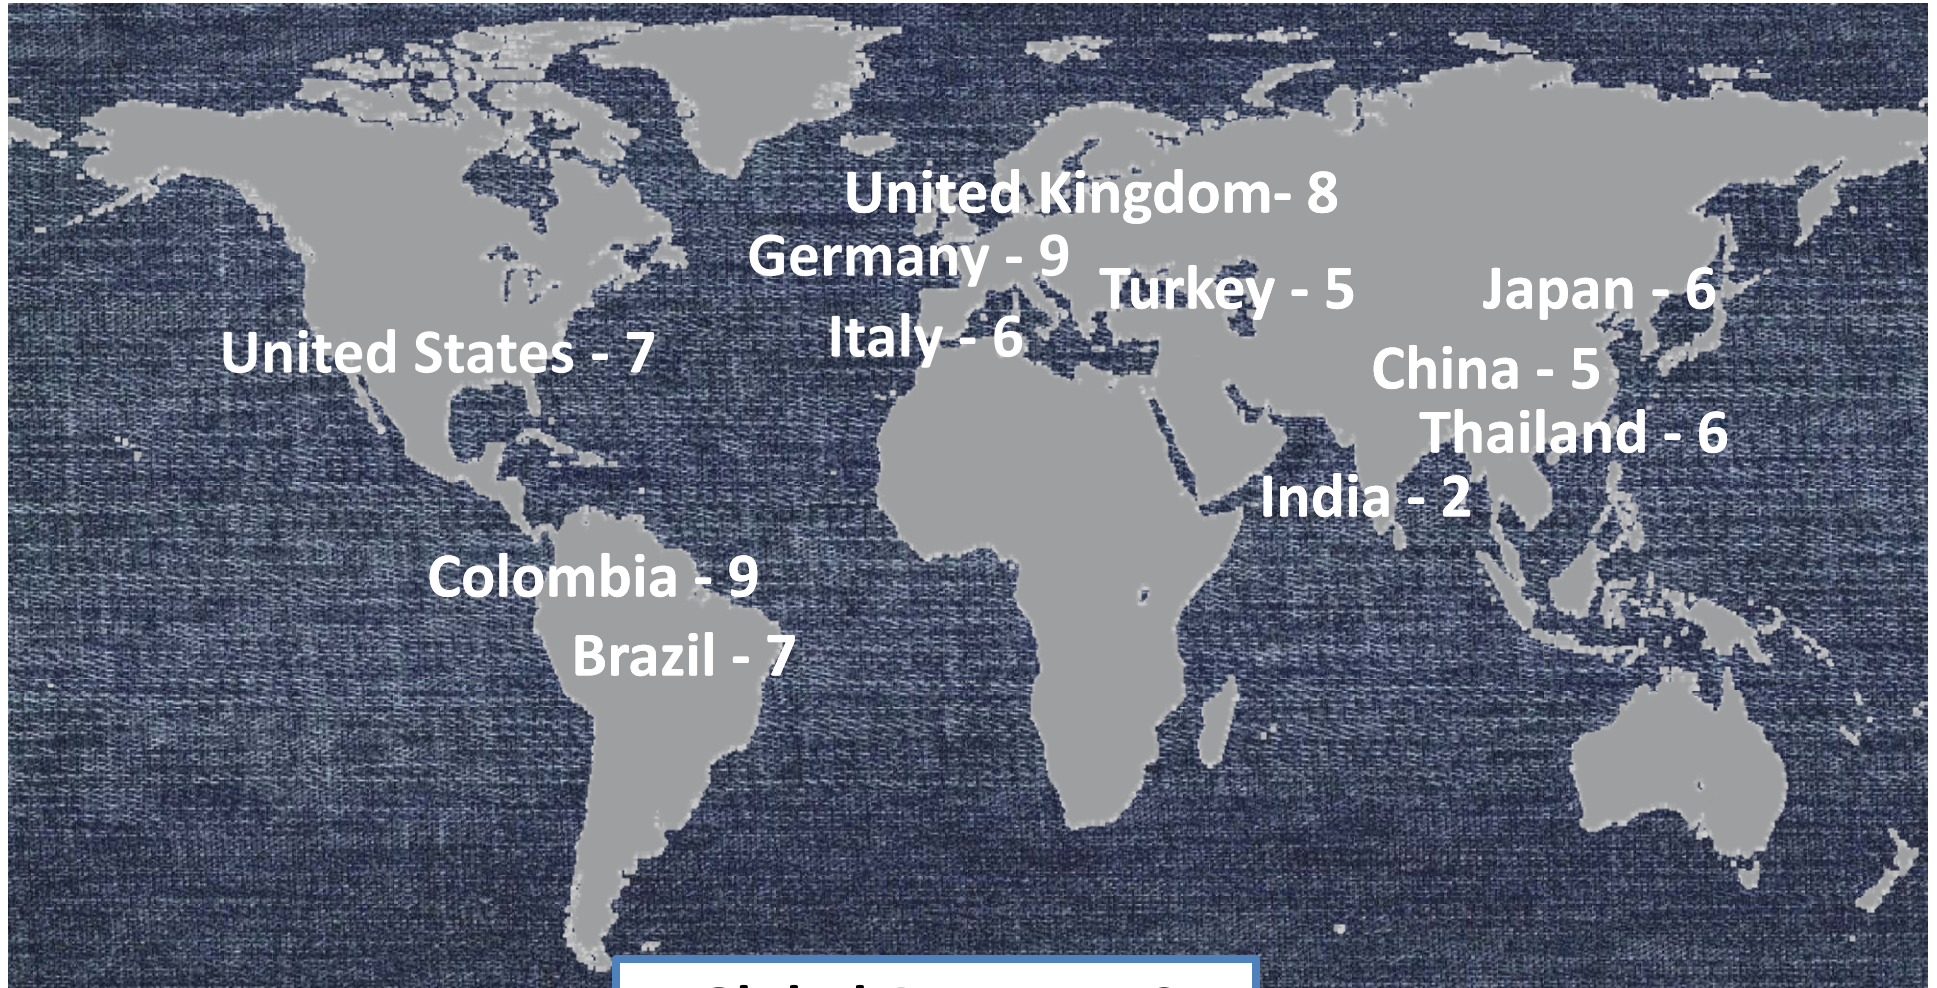 United Kingdom- 8
Germany - 9
Turkey - 5
Japan - 6
Italy - 6
United States - 7
China - 5
Thailand - 6
India - 2
Colombia - 9
Brazil - 7